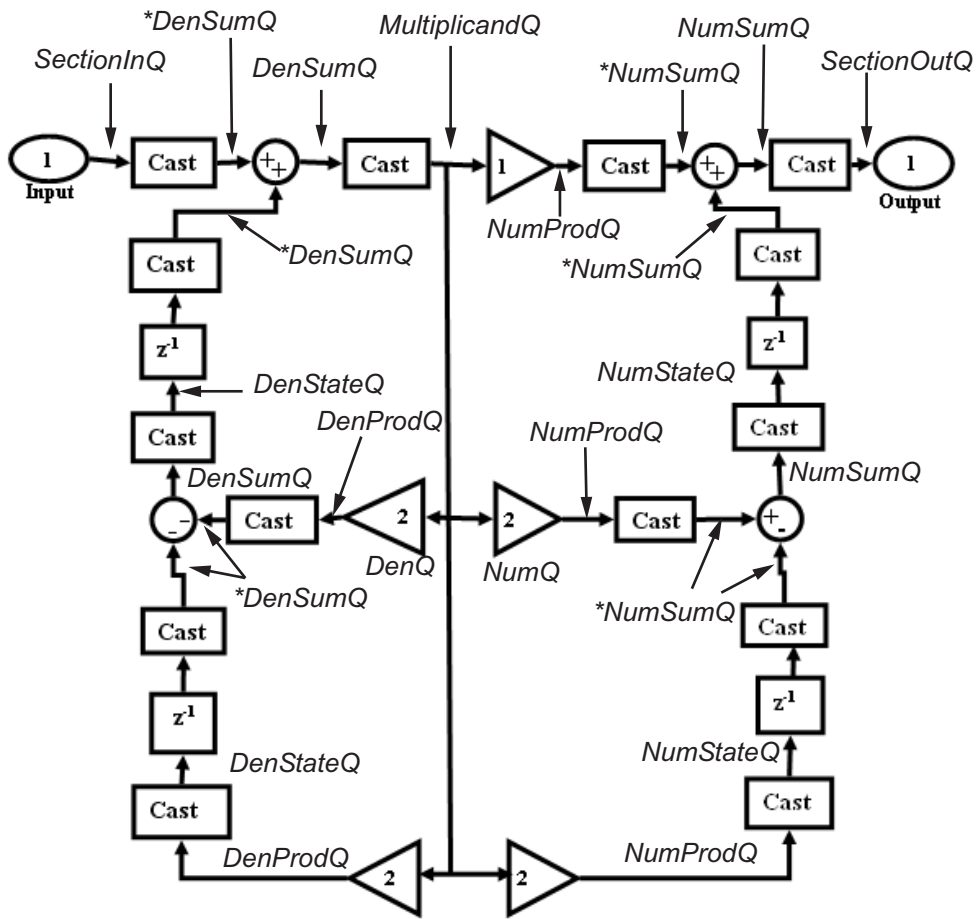 *DenSumQ
MultiplicandQ
NumSumQ
SectionInQ
DenSumQ
*NumSumQ
SectionOutQ
1
Cast
++
Cast
1
Cast
++
Cast
1
Input
Output
NumProdQ
*DenSumQ
*NumSumQ
Cast
Cast
z-1
z-1
DenStateQ
NumStateQ
DenProdQ
NumProdQ
Cast
Cast
DenSumQ
NumSumQ
- -
Cast
2
2
Cast
+-
DenQ
NumQ
*DenSumQ
*NumSumQ
Cast
Cast
z-1
z-1
DenStateQ
NumStateQ
Cast
Cast
DenProdQ
NumProdQ
2
2